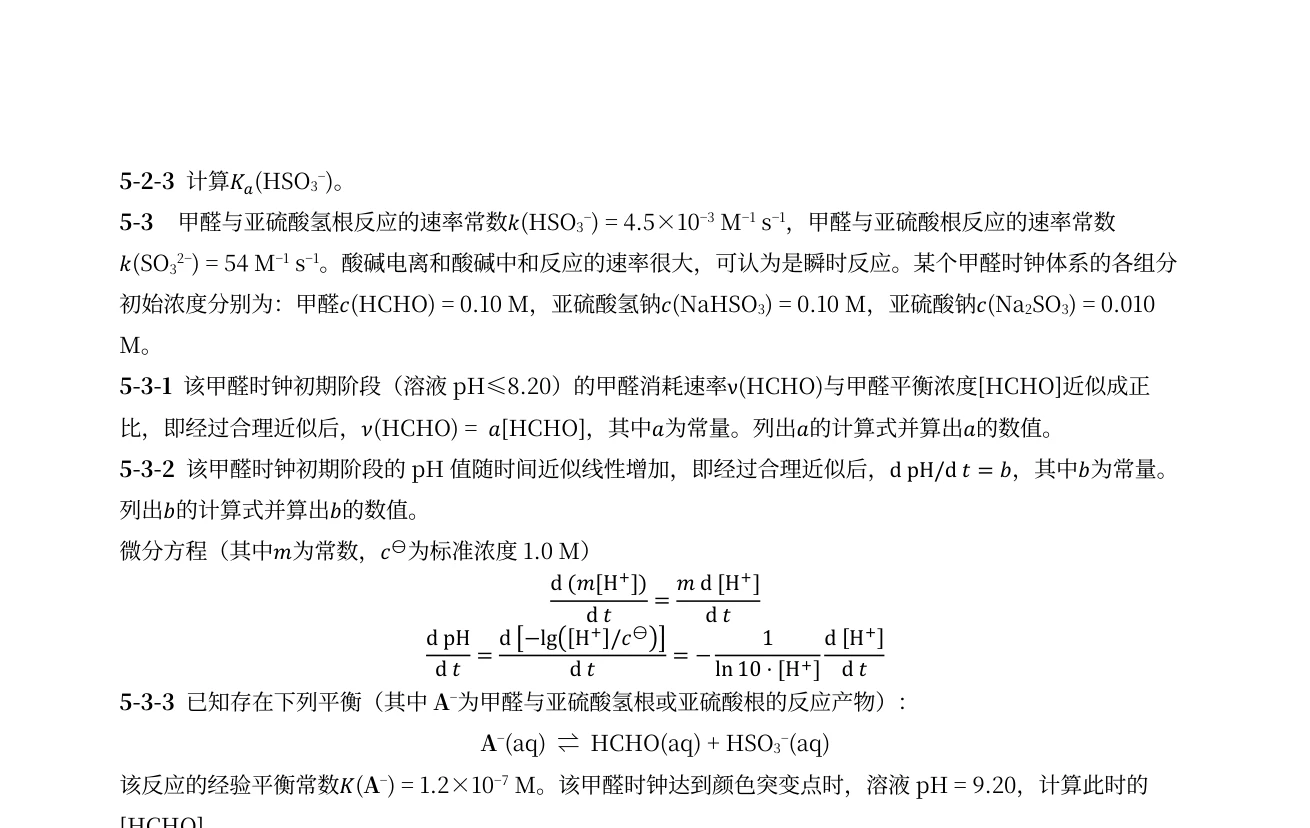 5-2-3 计算Kₐ(HSO₃⁻)。
5-3 甲醛与亚硫酸氢根反应的速率常数k(HSO₃⁻) = 4.5×10⁻³ M⁻¹ s⁻¹，甲醛与亚硫酸根反应的速率常数
k(SO₃²⁻) = 54 M⁻¹ s⁻¹。酸碱电离和酸碱中和反应的速率很大，可认为是瞬时反应。某个甲醛时钟体系的各组分
初始浓度分别为：甲醛c(HCHO) = 0.10 M，亚硫酸氢钠c(NaHSO₃) = 0.10 M，亚硫酸钠c(Na₂SO₃) = 0.010
M。
5-3-1 该甲醛时钟初期阶段（溶液 pH≤8.20）的甲醛消耗速率ν(HCHO)与甲醛平衡浓度[HCHO]近似成正
比，即经过合理近似后，ν(HCHO) = a[HCHO]，其中a为常量。列出a的计算式并算出a的数值。
5-3-2 该甲醛时钟初期阶段的 pH 值随时间近似线性增加，即经过合理近似后，d pH/d t = b，其中b为常量。
列出b的计算式并算出b的数值。
微分方程（其中m为常数，c⊖为标准浓度 1.0 M）
d (m[H⁺])/d t = m d [H⁺]/d t
d pH/d t = d [−lg([H⁺]/c⊖)]/d t = − 1/(ln 10 · [H⁺]) d [H⁺]/d t
5-3-3 已知存在下列平衡（其中 A⁻为甲醛与亚硫酸氢根或亚硫酸根的反应产物）：
A⁻(aq) ⇌ HCHO(aq) + HSO₃⁻(aq)
该反应的经验平衡常数K(A⁻) = 1.2×10⁻⁷ M。该甲醛时钟达到颜色突变点时，溶液 pH = 9.20，计算此时的
[HCHO]